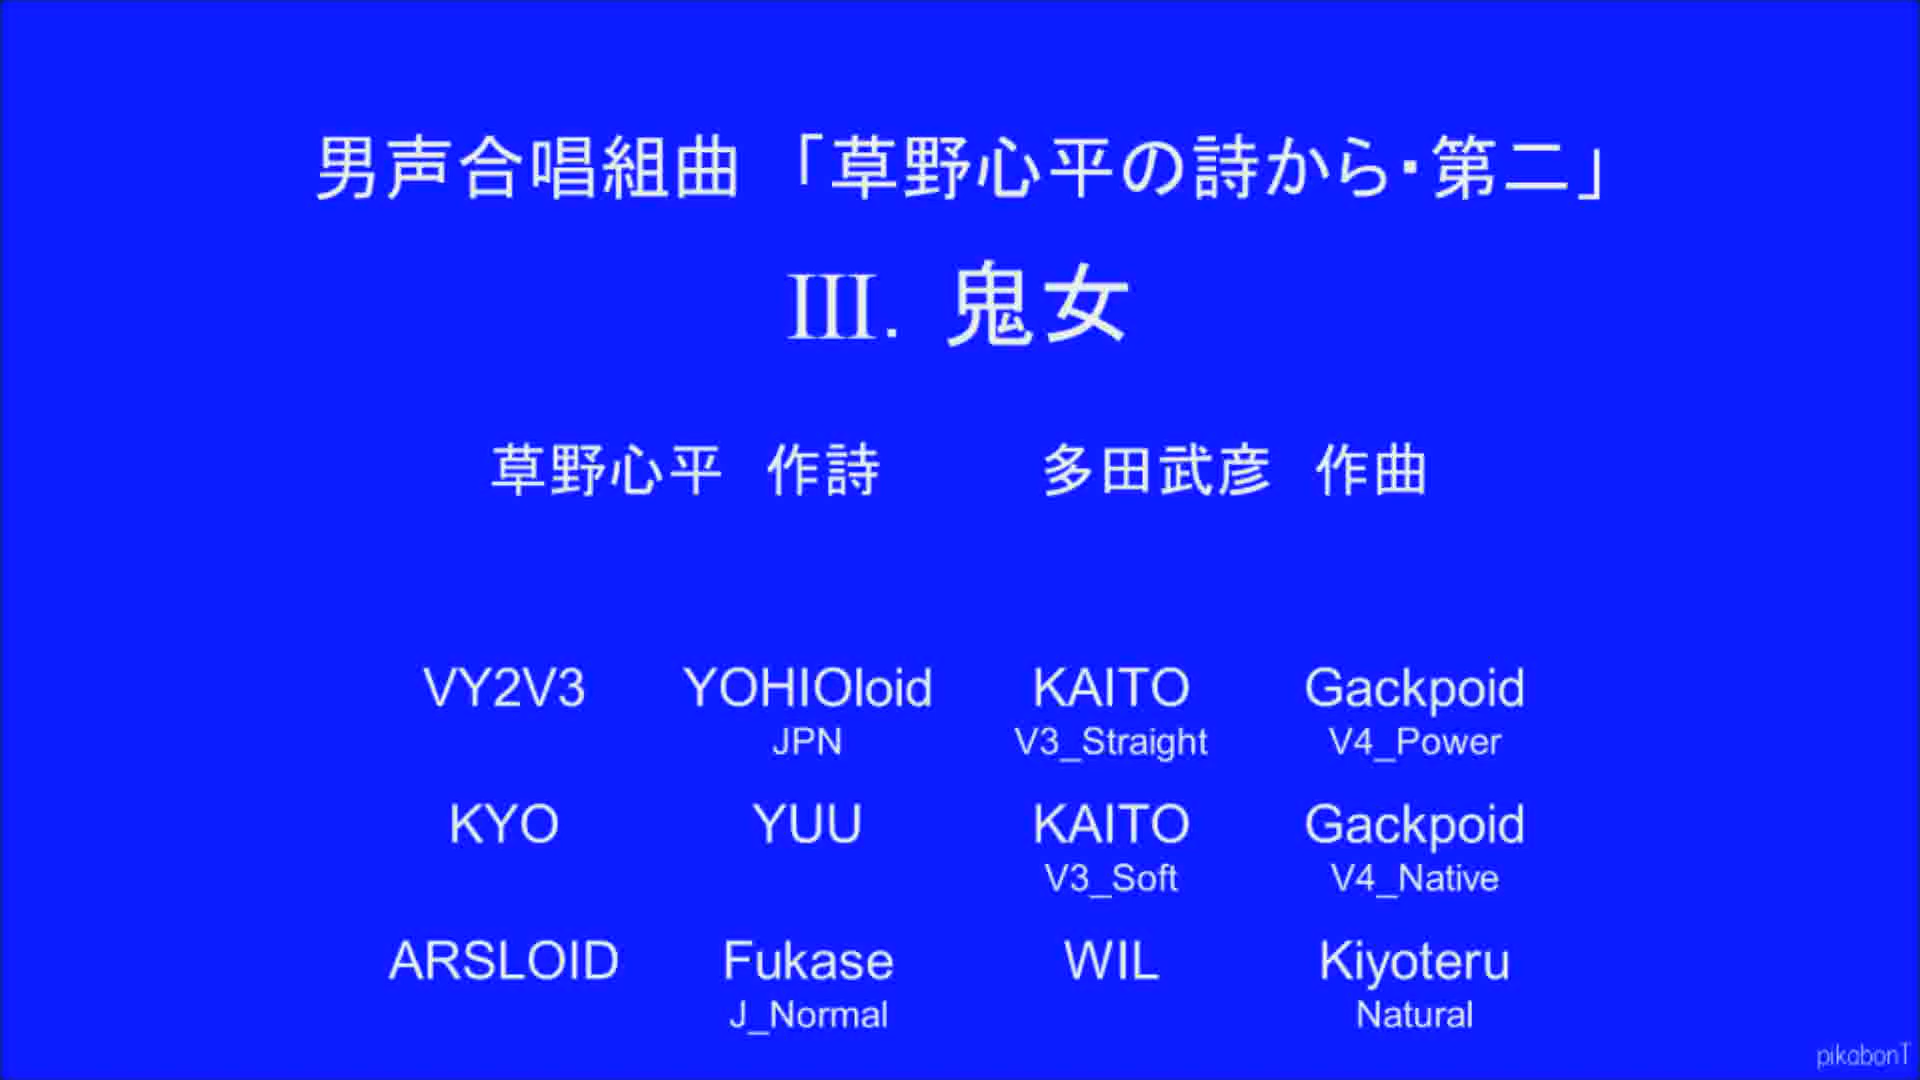 男声合唱組曲 「草野心平の詩から・第二」
Ⅲ. 鬼女
草野心平 作詩 多田武彦 作曲
VY2V3 YOHIOloid KAITO Gackpoid
JPN V3_Straight V4_Power
KYO YUU KAITO Gackpoid
V3_Soft V4_Native
ARSLOID Fukase WIL Kiyoteru
J_Normal Natural
pikabonT